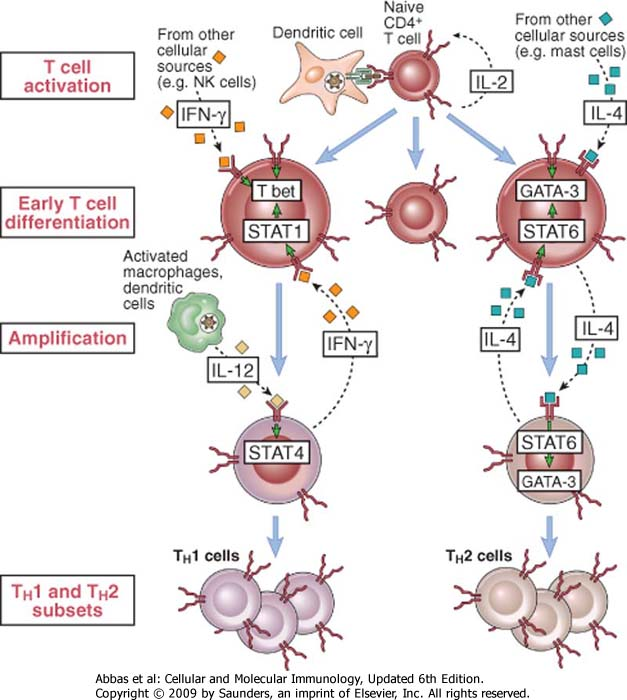 T cell
activation
From other
cellular
sources
(e.g. NK cells)
Dendritic cell
Naive
CD4+
T cell
From other
cellular sources
(e.g. mast cells)
IL-2
IFN-γ
IL-4
Early T cell
differentiation
T bet
STAT1
GATA-3
STAT6
Activated
macrophages,
dendritic
cells
Amplification
IL-12
IFN-γ
IL-4
IL-4
STAT4
STAT6
GATA-3
TH1 cells
TH2 cells
TH1 and TH2
subsets
Abbas et al: Cellular and Molecular Immunology, Updated 6th Edition.
Copyright © 2009 by Saunders, an imprint of Elsevier, Inc. All rights reserved.